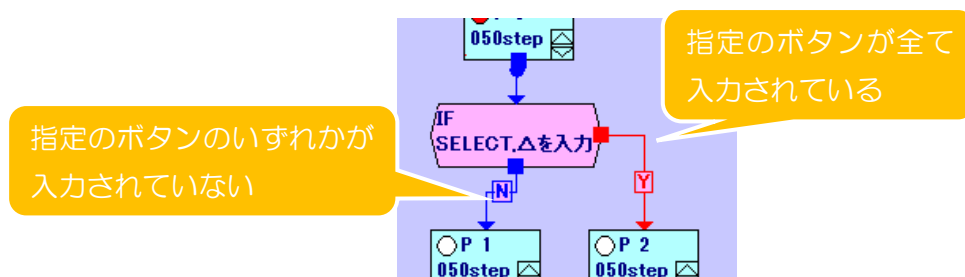 050step
指定のボタンが全て
入力されている
指定のボタンのいずれかが
入力されていない
IF
SELECT,△を入力
N
Y
P 1
050step
P 2
050step